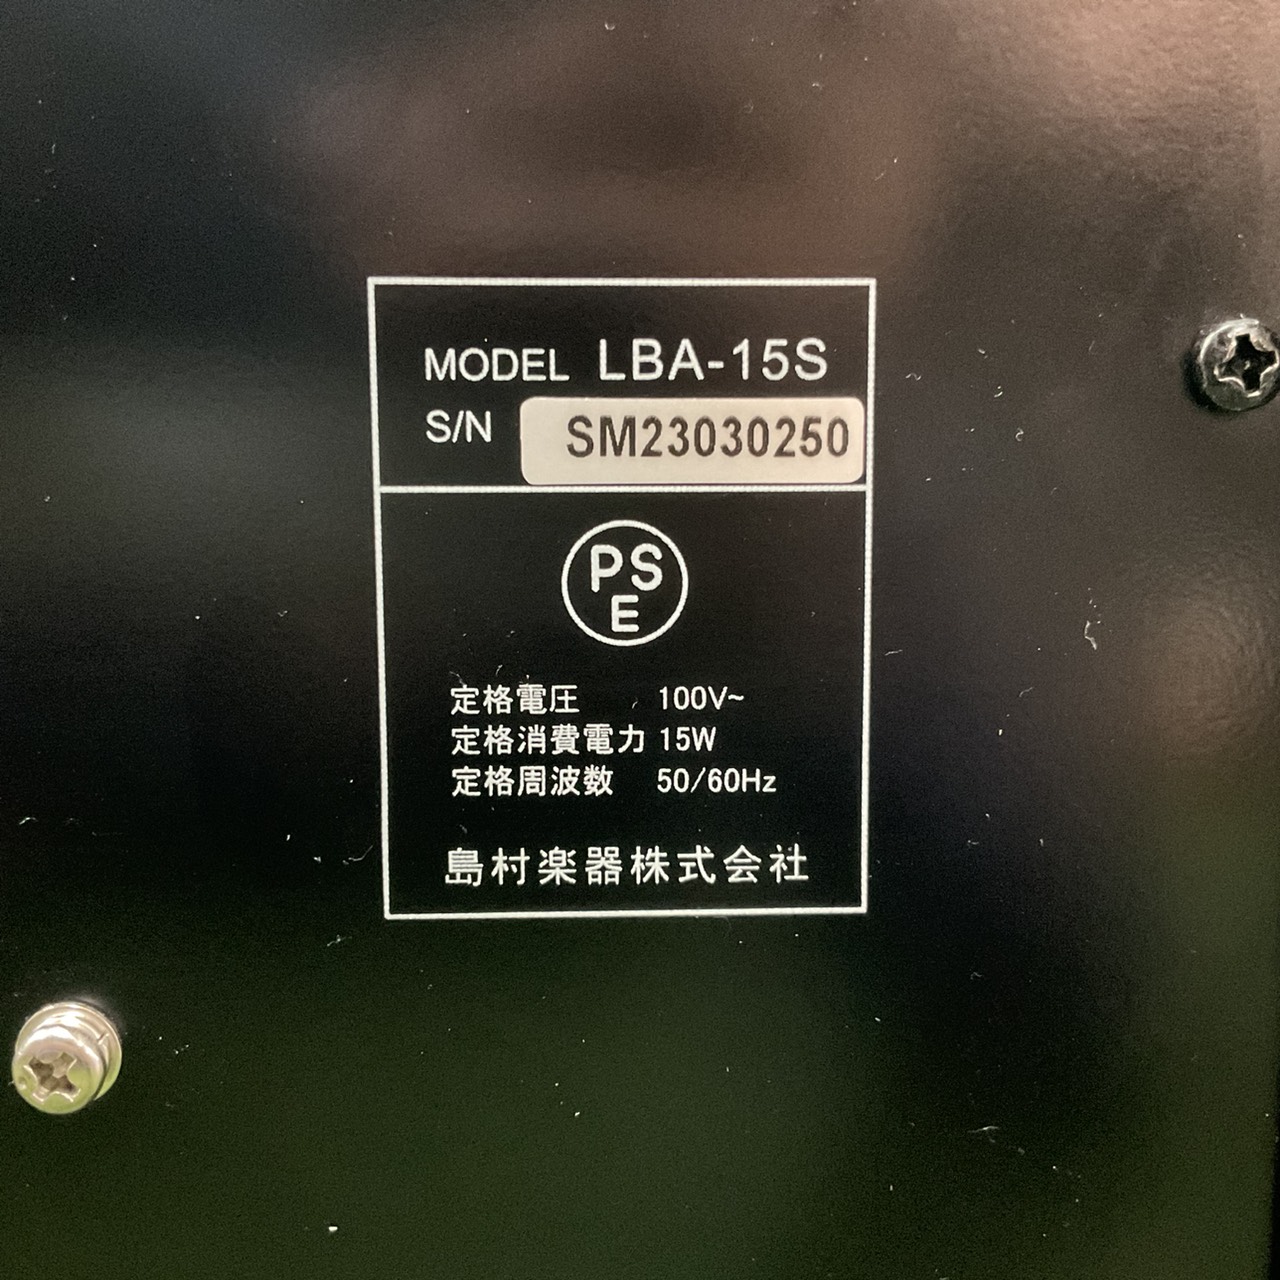 MODEL LBA-15S
S/N SM23030250
PS
E
定格電圧 100V~
定格消費電力 15W
定格周波数 50/60Hz
島村楽器株式会社